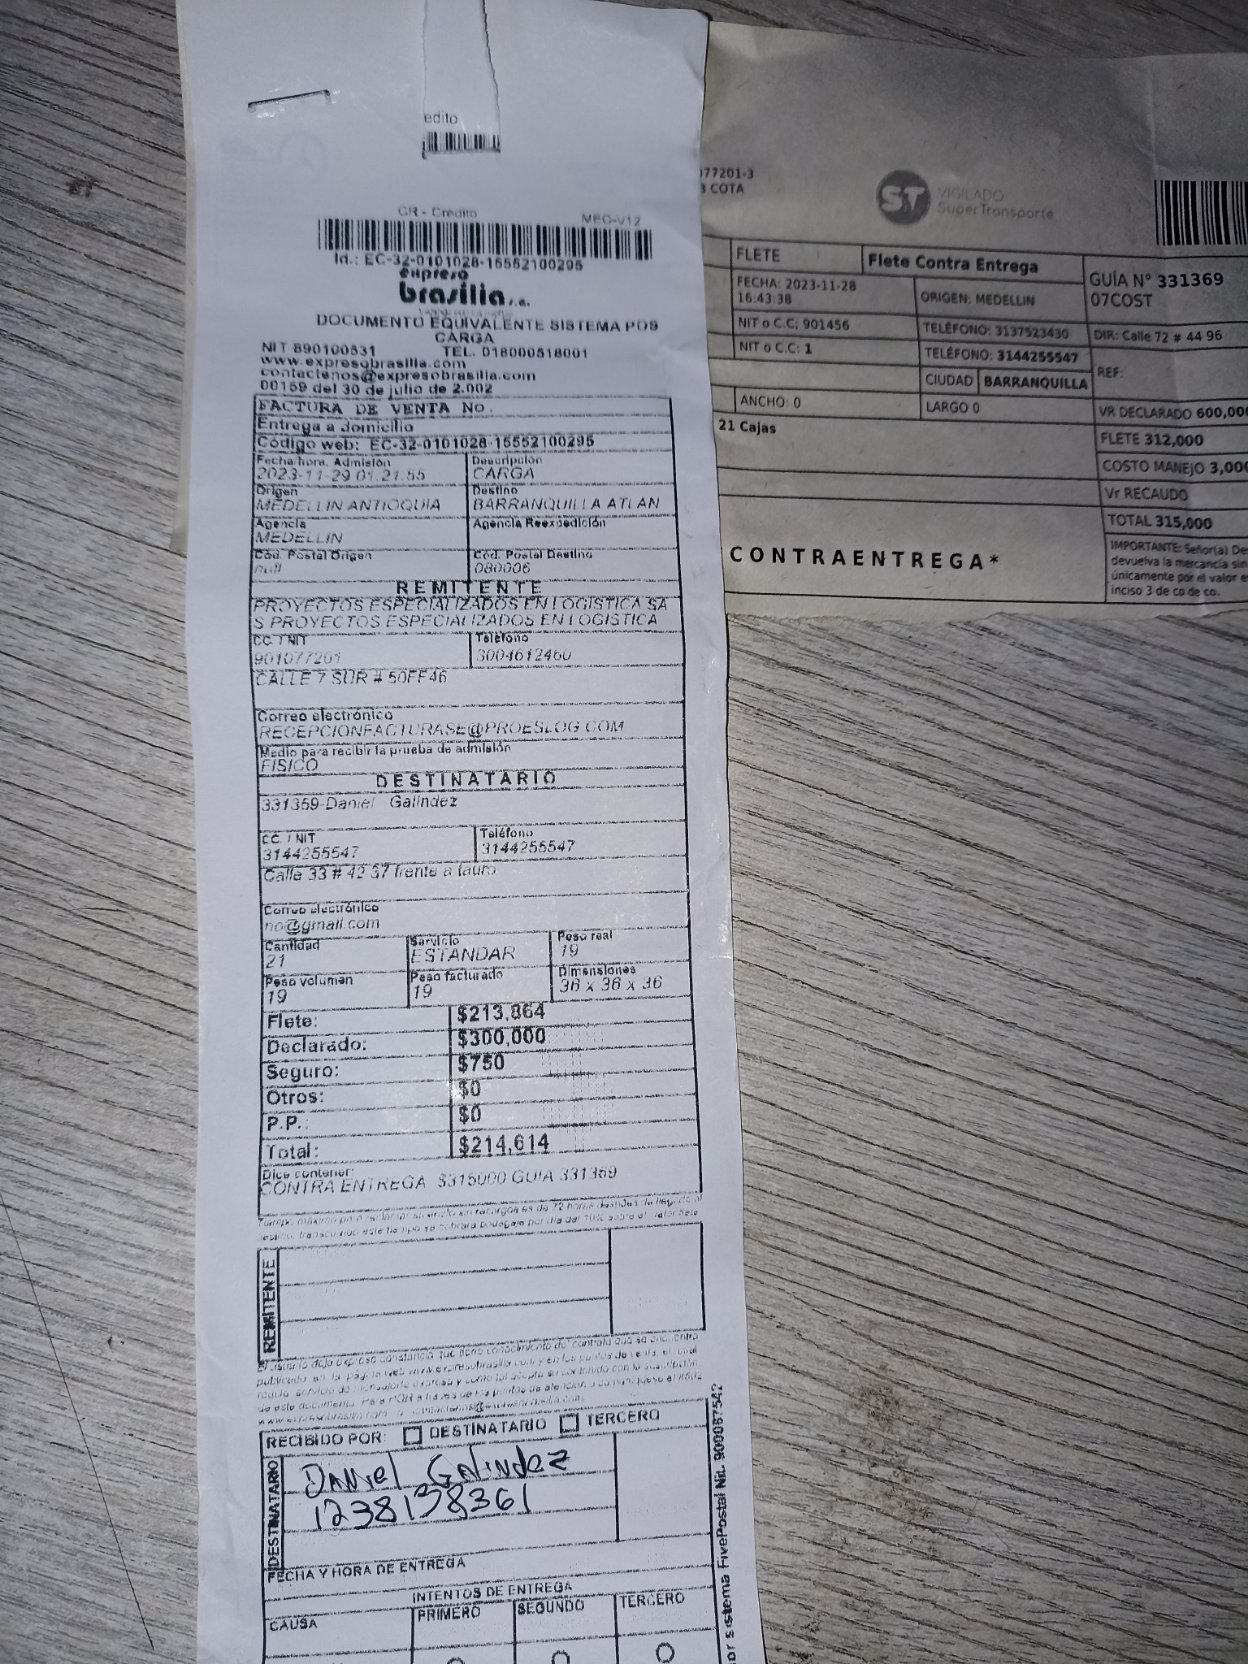 edito
CR - Crédito
MEC-V12
Id.: EC-32-0101028-15552100295
expreso
brasilia s.a.
DOCUMENTO EQUIVALENTE SISTEMA POS
CARGA
NIT 890100531 TEL. 018000518001
www.expresobrasilia.com
contactenos@expresobrasilia.com
00159 del 30 de julio de 2.002
FACTURA DE VENTA No.
Entrega a domicilio
Código web: EC-32-0101028-15552100295
Fecha/hora. Admisión Descripción
2023-11-29 01.21.55 CARGA
Origen Destino
MEDELLIN ANTIOQUIA BARRANQUILLA ATLAN
Agencia Agencia Reexpedición
MEDELLIN
Cód. Postal Origen Cód. Postal Destino
null 080006
REMITENTE
PROYECTOS ESPECIALIZADOS EN LOGISTICA SA
S PROYECTOS ESPECIALIZADOS EN LOGISTICA
CC. / NIT Teléfono
901077201 3004612460
CALLE 7 SUR # 50FF46
Correo electrónico
RECEPCIONFACTURASE@PROESLOG.COM
Medio para recibir la prueba de admisión
FISICO
DESTINATARIO
331359-Daniel Galindez
CC. / NIT Teléfono
3144255547 3144255547
Calle 33 # 42 37 frente a tauro
Correo electrónico
no@gmail.com
Cantidad Servicio Peso real
21 ESTANDAR 19
Peso volumen Peso facturado Dimensiones
19 19 36 x 36 x 36
Flete: $213,864
Declarado: $300,000
Seguro: $750
Otros: $0
P.P.: $0
Total: $214,614
Dice contener:
CONTRA ENTREGA $315000 GUIA 331359
REMITENTE
RECIBIDO POR: DESTINATARIO TERCERO
DESTINATARIO
Daniel Galindez
1238138361
FECHA Y HORA DE ENTREGA
INTENTOS DE ENTREGA
CAUSA PRIMERO SEGUNDO TERCERO
or sistema FivePostal Nit. 900087542
077201-3
COTA
ST
VIGILADO
SuperTransporte
FLETE Flete Contra Entrega
GUÍA N° 331369
07COST
FECHA: 2023-11-28
16:43:38
ORIGEN: MEDELLIN
NIT o C.C: 901456 TELÉFONO: 3137523430 DIR: Calle 72 # 44 96
NIT o C.C: 1 TELÉFONO: 3144255547
CIUDAD BARRANQUILLA REF:
ANCHO: 0 LARGO 0 VR DECLARADO 600,000
21 Cajas
FLETE 312,000
COSTO MANEJO 3,000
Vr RECAUDO
TOTAL 315,000
CONTRAENTREGA*
IMPORTANTE: Señor(a) De
devuelva la mercancía sin
únicamente por el valor e
inciso 3 de co de co.